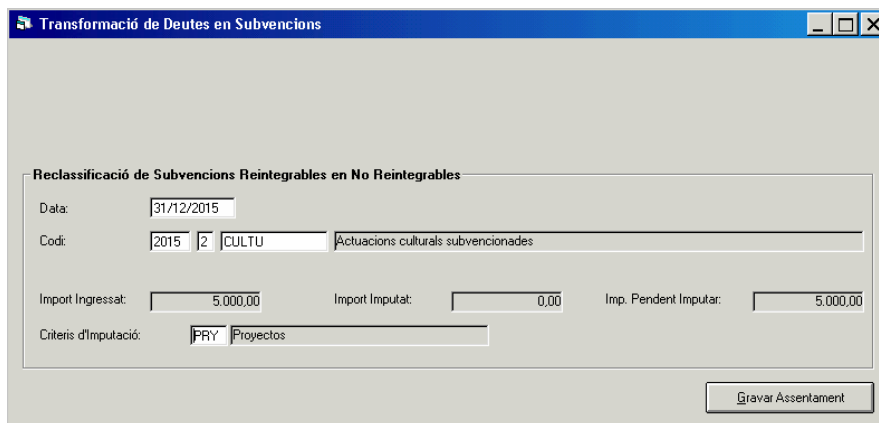 Transformació de Deutes en Subvencions
Reclassificació de Subvencions Reintegrables en No Reintegrables
Data: 31/12/2015
Codi: 2015 2 CULTU Actuacions culturals subvencionades
Import Ingressat: 5.000,00 Import Imputat: 0,00 Imp. Pendent Imputar: 5.000,00
Criteris d'Imputació: PRY Proyectos
Gravar Assentament